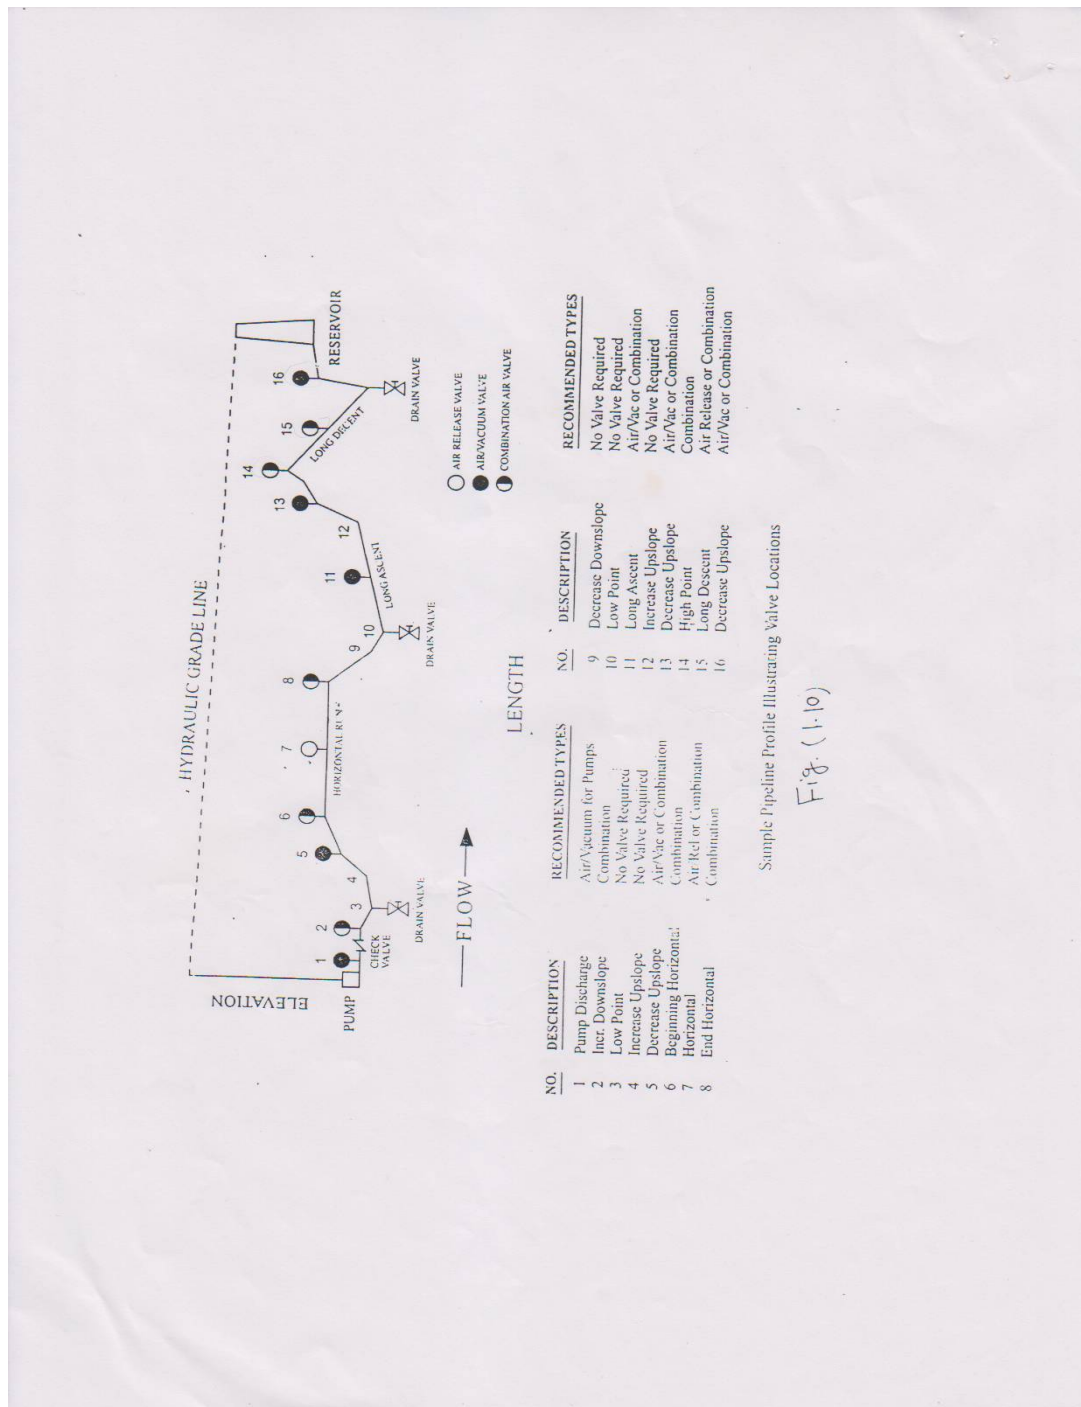 HYDRAULIC GRADE LINE
ELEVATION
PUMP
1
CHECK
VALVE
2
3
DRAIN VALVE
4
5
6
HORIZONTAL RUN
7
8
9
10
DRAIN VALVE
11
LONG ASCENT
12
13
14
15
LONG DECENT
16
DRAIN VALVE
RESERVOIR
FLOW
LENGTH
AIR RELEASE VALVE
AIR/VACUUM VALVE
COMBINATION AIR VALVE
NO. DESCRIPTION RECOMMENDED TYPES
1 Pump Discharge Air/Vacuum for Pumps
2 Incr. Downslope Combination
3 Low Point No Valve Required
4 Increase Upslope No Valve Required
5 Decrease Upslope Air/Vac or Combination
6 Beginning Horizontal Combination
7 Horizontal Air Rel or Combination
8 End Horizontal Combination
NO. DESCRIPTION RECOMMENDED TYPES
9 Decrease Downslope No Valve Required
10 Low Point No Valve Required
11 Long Ascent Air/Vac or Combination
12 Increase Upslope No Valve Required
13 Decrease Upslope Air/Vac or Combination
14 High Point Combination
15 Long Descent Air Release or Combination
16 Decrease Upslope Air/Vac or Combination
Sample Pipeline Profile Illustrating Valve Locations
Fig. (1.10)